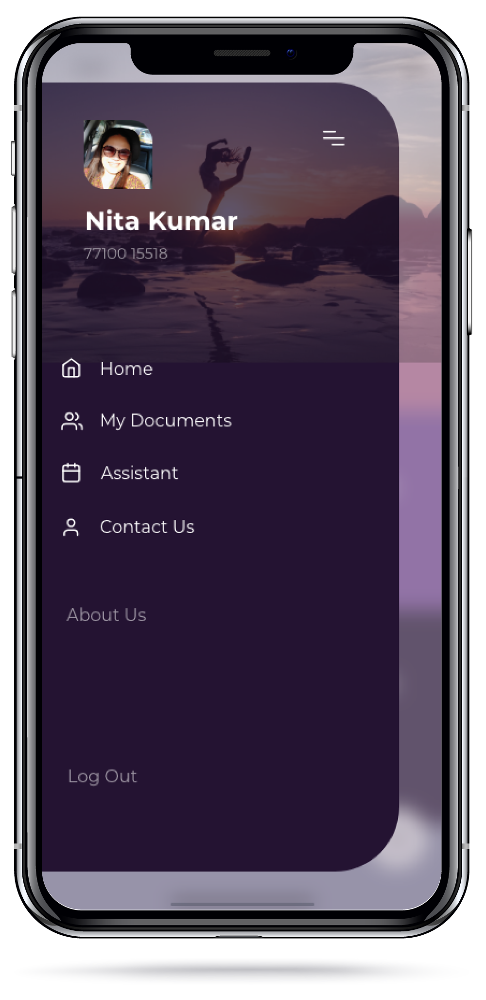 Nita Kumar
77100 15518
Home
My Documents
Assistant
Contact Us
About Us
Log Out